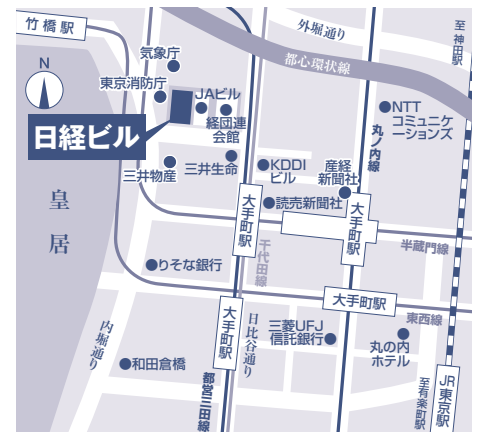 竹橋駅
外堀通り
至神田駅
気象庁
都心環状線
N
東京消防庁
JAビル
NTT
コミュニケ
ーションズ
経団連
会館
日経ビル
丸ノ内線
三井物産
三井生命
KDDI
ビル
産経
新聞社
皇居
大手町駅
読売新聞社
大手町駅
千代田線
半蔵門線
りそな銀行
大手町駅
東西線
大手町駅
日比谷通り
三菱UFJ
信託銀行
内堀通り
丸の内
ホテル
和田倉橋
都営三田線
至有楽町駅
JR東京駅